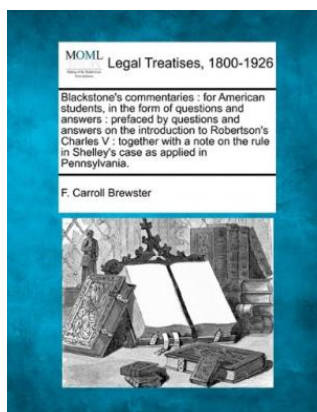 MOML Legal Treatises, 1800-1926
Blackstone's commentaries : for American
students, in the form of questions and
answers : prefaced by questions and
answers on the introduction to Robertson's
Charles V : together with a note on the rule
in Shelley's case as applied in
Pennsylvania.
F. Carroll Brewster